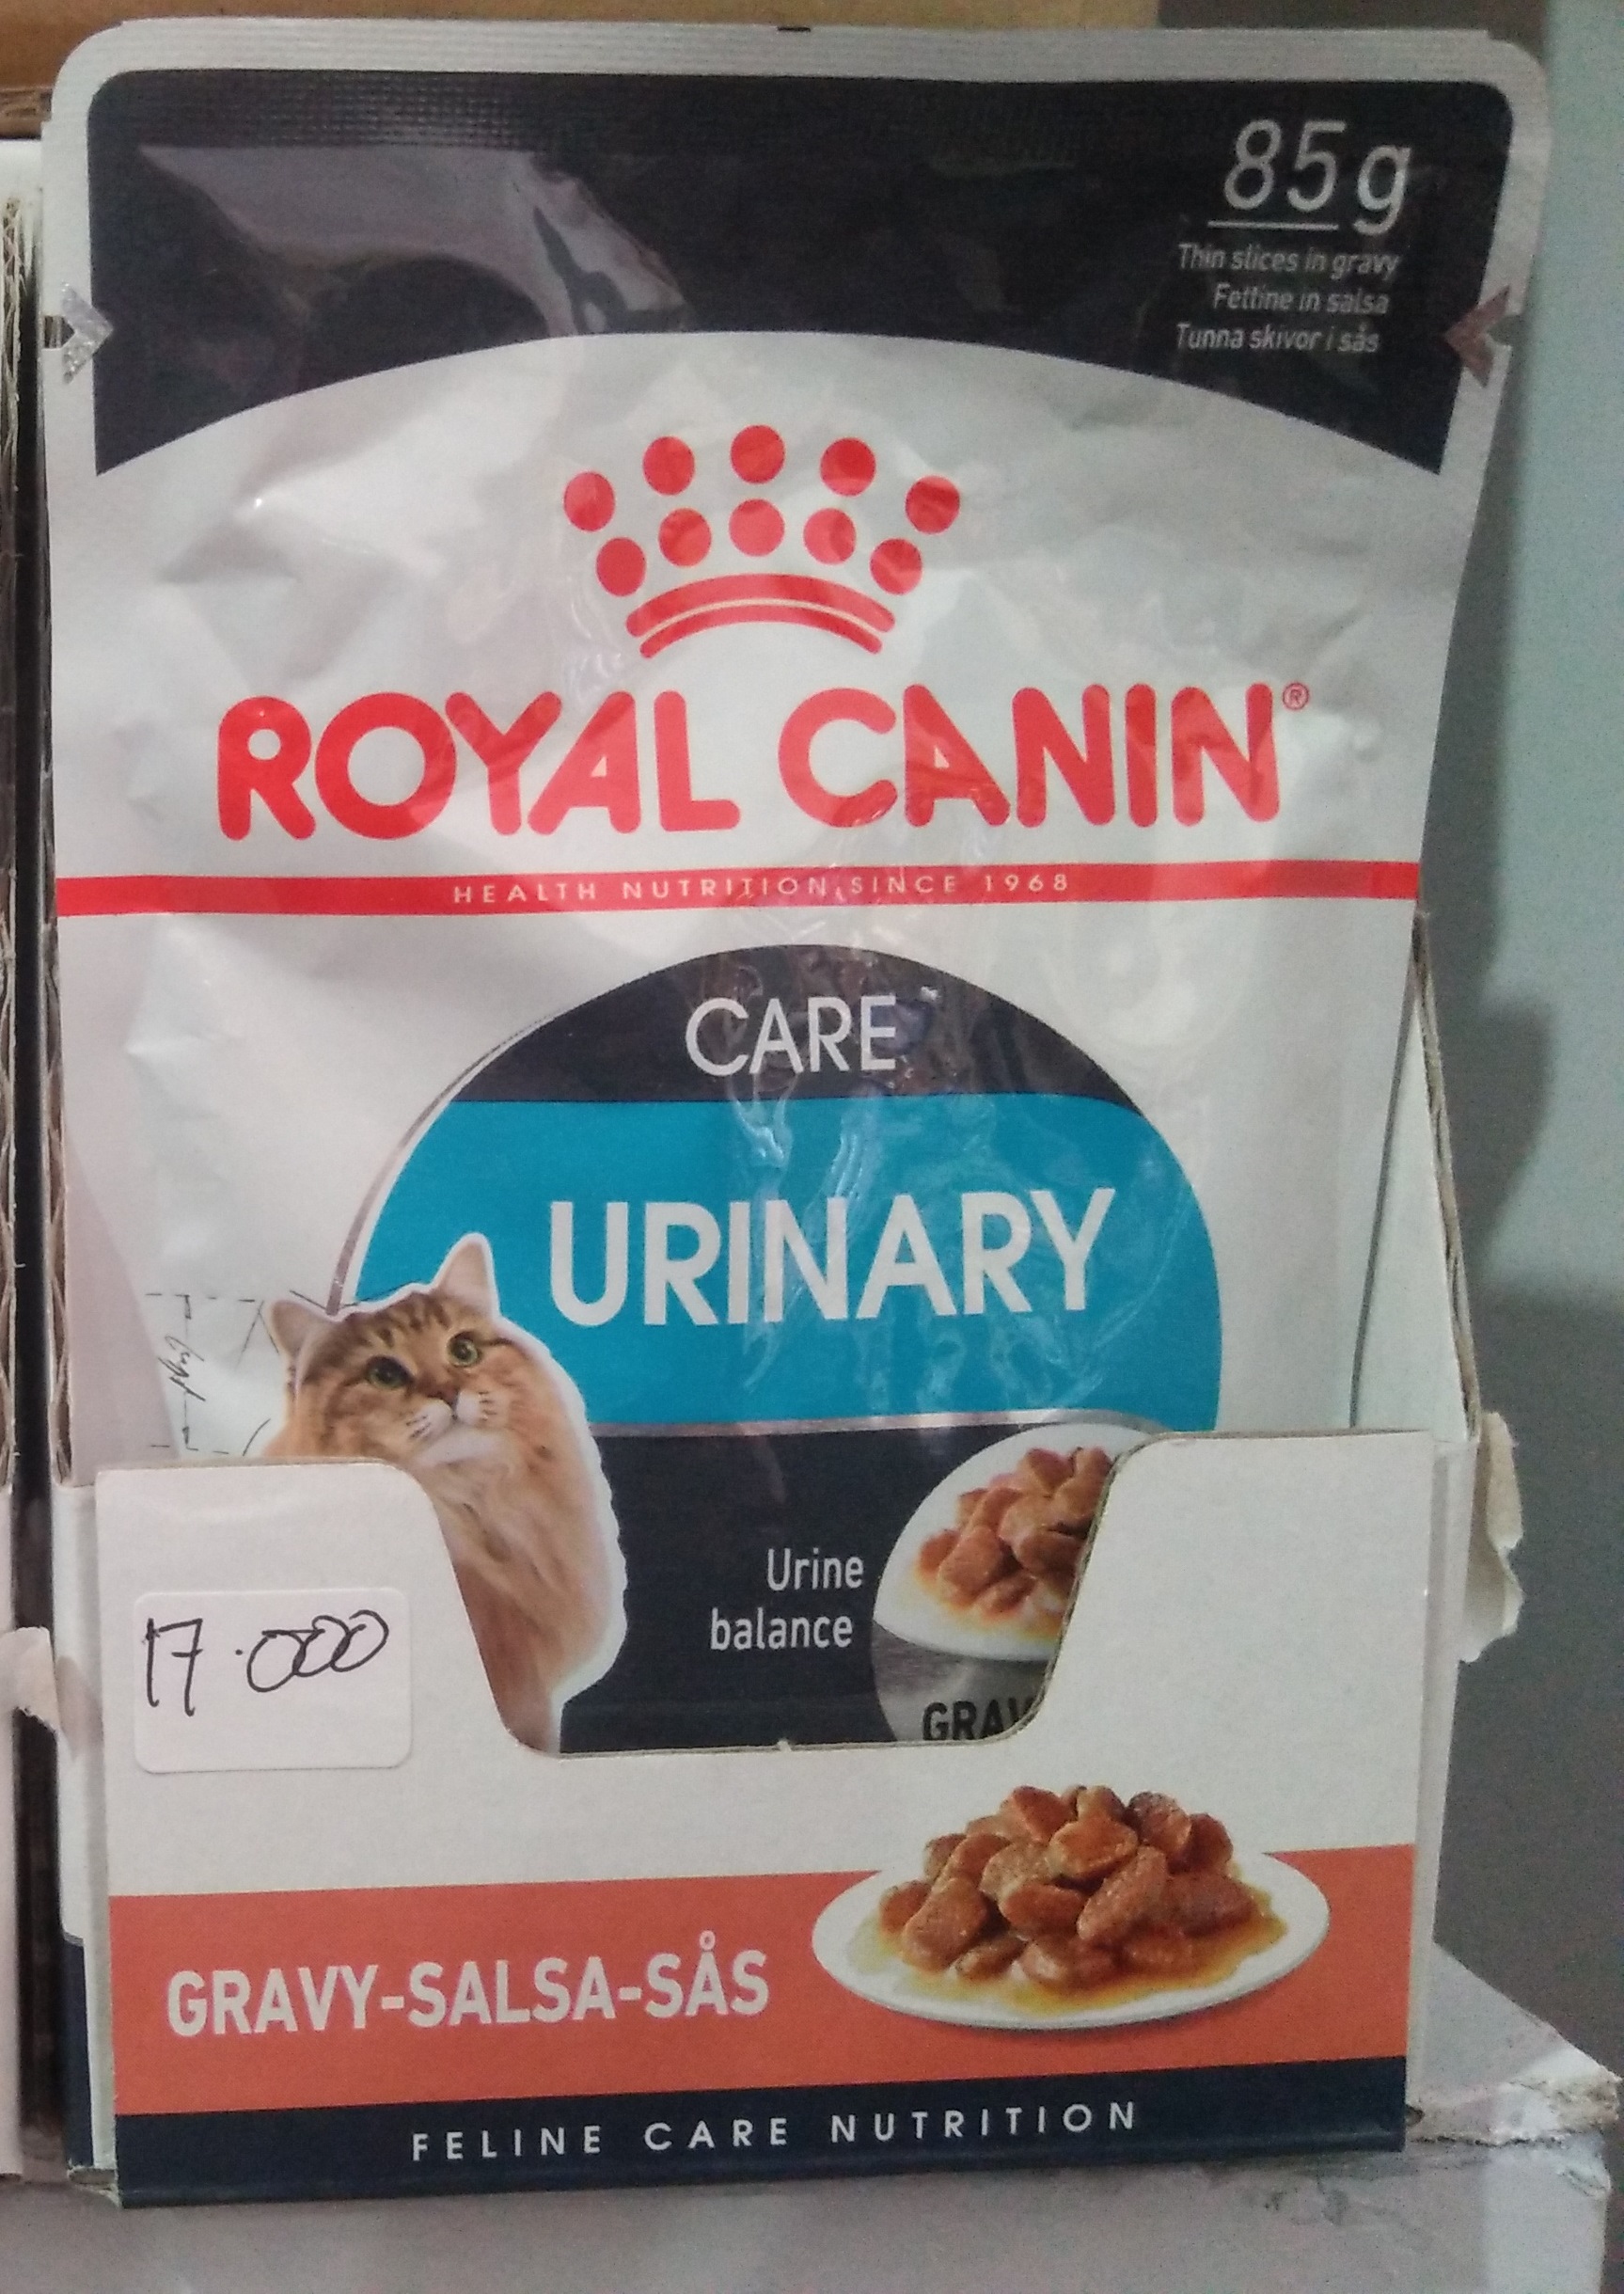 85g
Thin slices in gravy
Fettine in salsa
Tunna skivor i sås
ROYAL CANIN®
HEALTH NUTRITION SINCE 1968
CARE
URINARY
Urine
balance
17.000
GRAVY-SALSA-SÅS
FELINE CARE NUTRITION